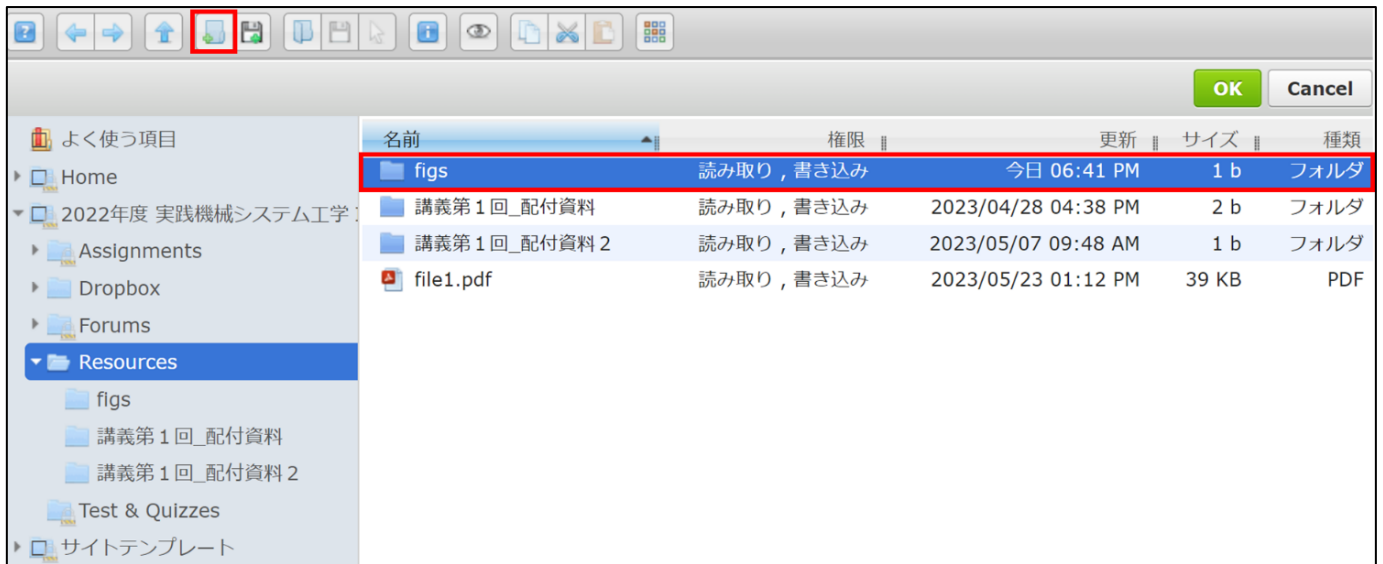 OK Cancel
よく使う項目
Home
2022年度 実践機械システム工学
Assignments
Dropbox
Forums
Resources
figs
講義第１回_配付資料
講義第１回_配付資料２
Test & Quizzes
サイトテンプレート
名前 権限 更新 サイズ 種類
figs 読み取り , 書き込み 今日 06:41 PM 1 b フォルダ
講義第１回_配付資料 読み取り , 書き込み 2023/04/28 04:38 PM 2 b フォルダ
講義第１回_配付資料２ 読み取り , 書き込み 2023/05/07 09:48 AM 1 b フォルダ
file1.pdf 読み取り , 書き込み 2023/05/23 01:12 PM 39 KB PDF